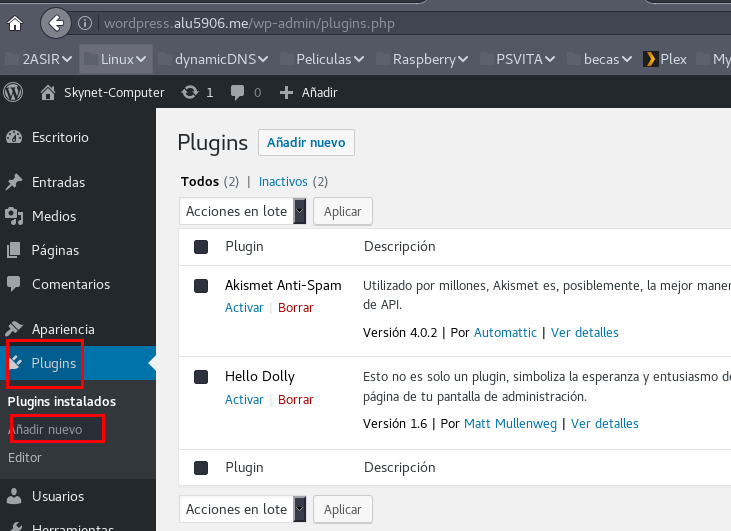 wordpress.alu5906.me/wp-admin/plugins.php
2ASIR Linux dynamicDNS Peliculas Raspberry PSVITA becas Plex My
Skynet-Computer 1 0 Añadir
Escritorio
Entradas
Medios
Páginas
Comentarios
Apariencia
Plugins
Plugins instalados
Añadir nuevo
Editor
Usuarios
Herramientas
Plugins Añadir nuevo
Todos (2) | Inactivos (2)
Acciones en lote Aplicar
Plugin Descripción
Akismet Anti-Spam
Activar | Borrar
Utilizado por millones, Akismet es, posiblemente, la mejor maner
de API.
Versión 4.0.2 | Por Automattic | Ver detalles
Hello Dolly
Activar | Borrar
Esto no es solo un plugin, simboliza la esperanza y entusiasmo de
página de tu pantalla de administración.
Versión 1.6 | Por Matt Mullenweg | Ver detalles
Plugin Descripción
Acciones en lote Aplicar